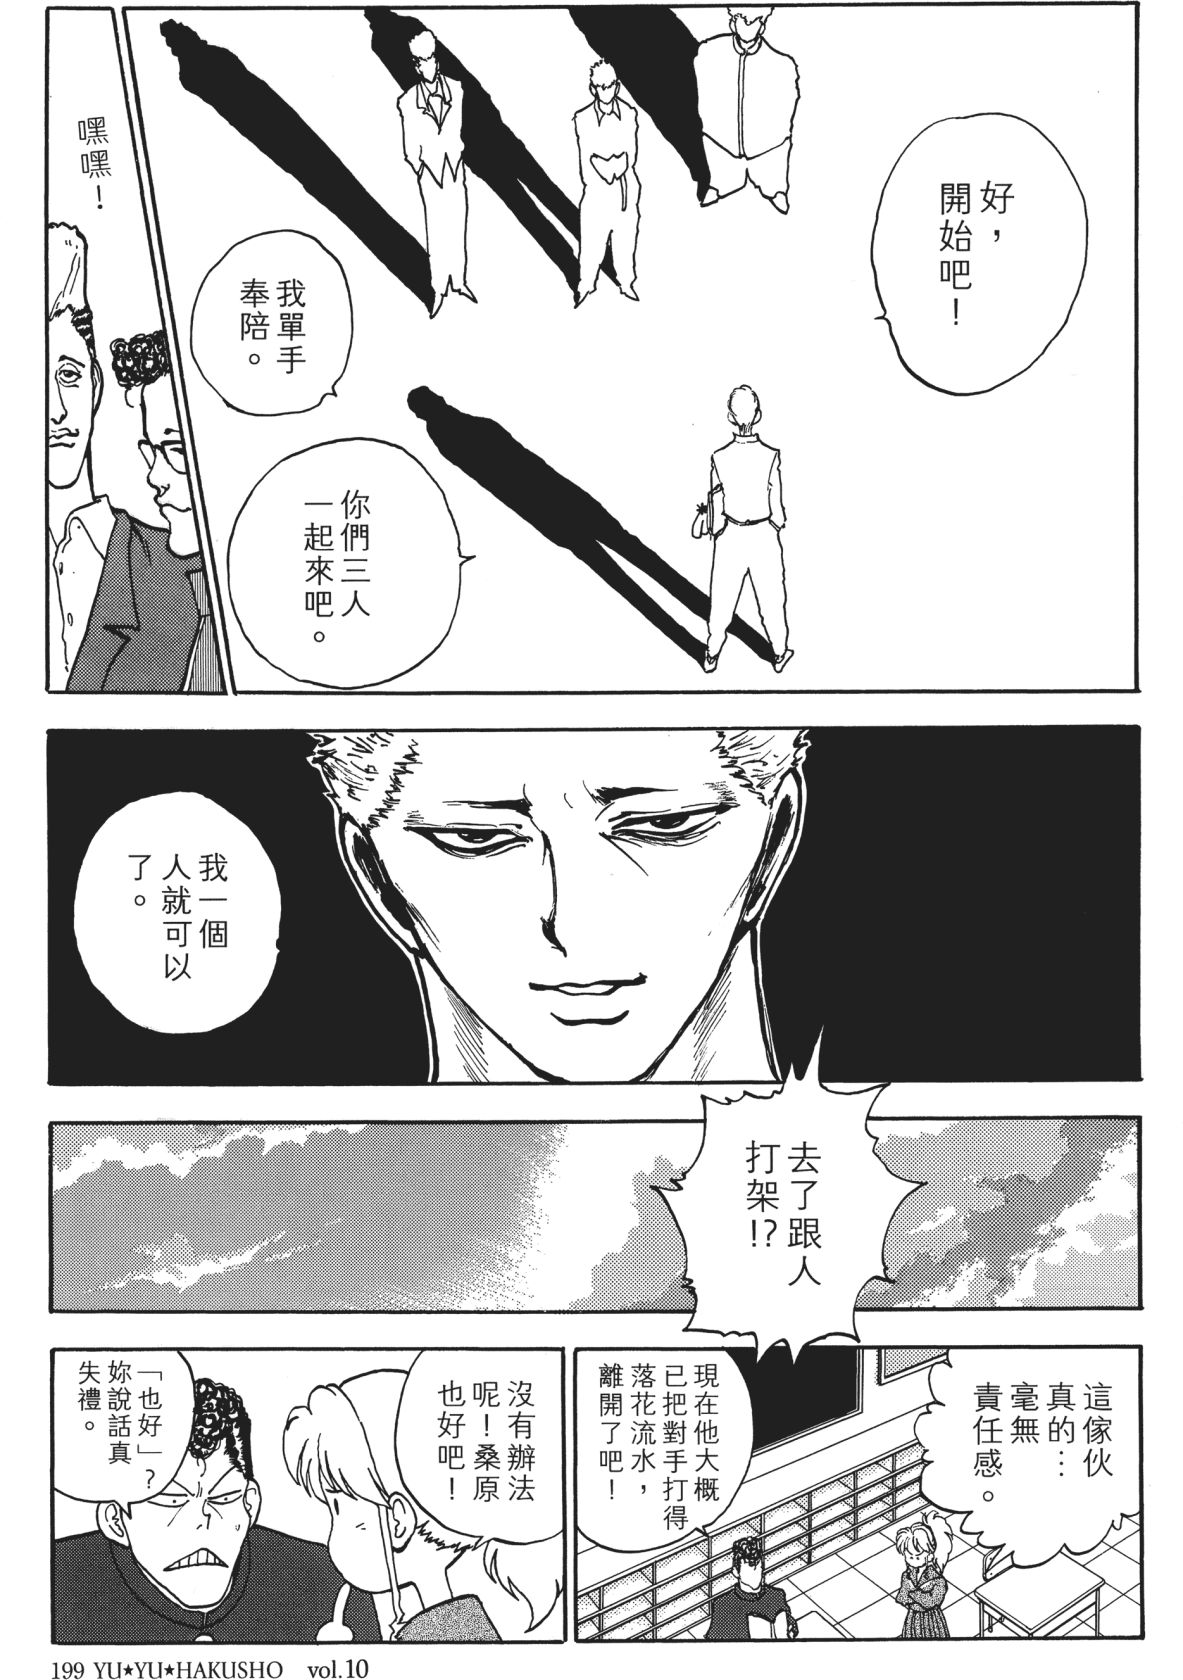 好，
開始吧！
我單手
奉陪。
你們三人
一起來吧。
嘿嘿！
我一個
人就可以
了。
去了跟人
打架!?
這傢伙
真的…
毫無
責任感。
現在他大概
已把對手打得
落花流水，
離開了吧！
沒有辦法
呢！桑原
也好吧！
「也好」？
妳說話真
失禮。
199 YU★YU★HAKUSHO vol.10